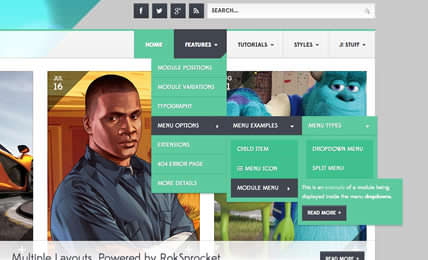 SEARCH...
HOME
FEATURES
TUTORIALS
STYLES
J! STUFF
MODULE POSITIONS
MODULE VARIATIONS
TYPOGRAPHY
MENU OPTIONS
EXTENSIONS
404 ERROR PAGE
MORE DETAILS
MENU EXAMPLES
CHILD ITEM
MENU ICON
MODULE MENU
MENU TYPES
DROPDOWN MENU
SPLIT MENU
This is an example of a module being
displayed inside the menu dropdowns.
READ MORE
JUL
16
Multiple Layouts, Powered by RokSprocket
READ MORE